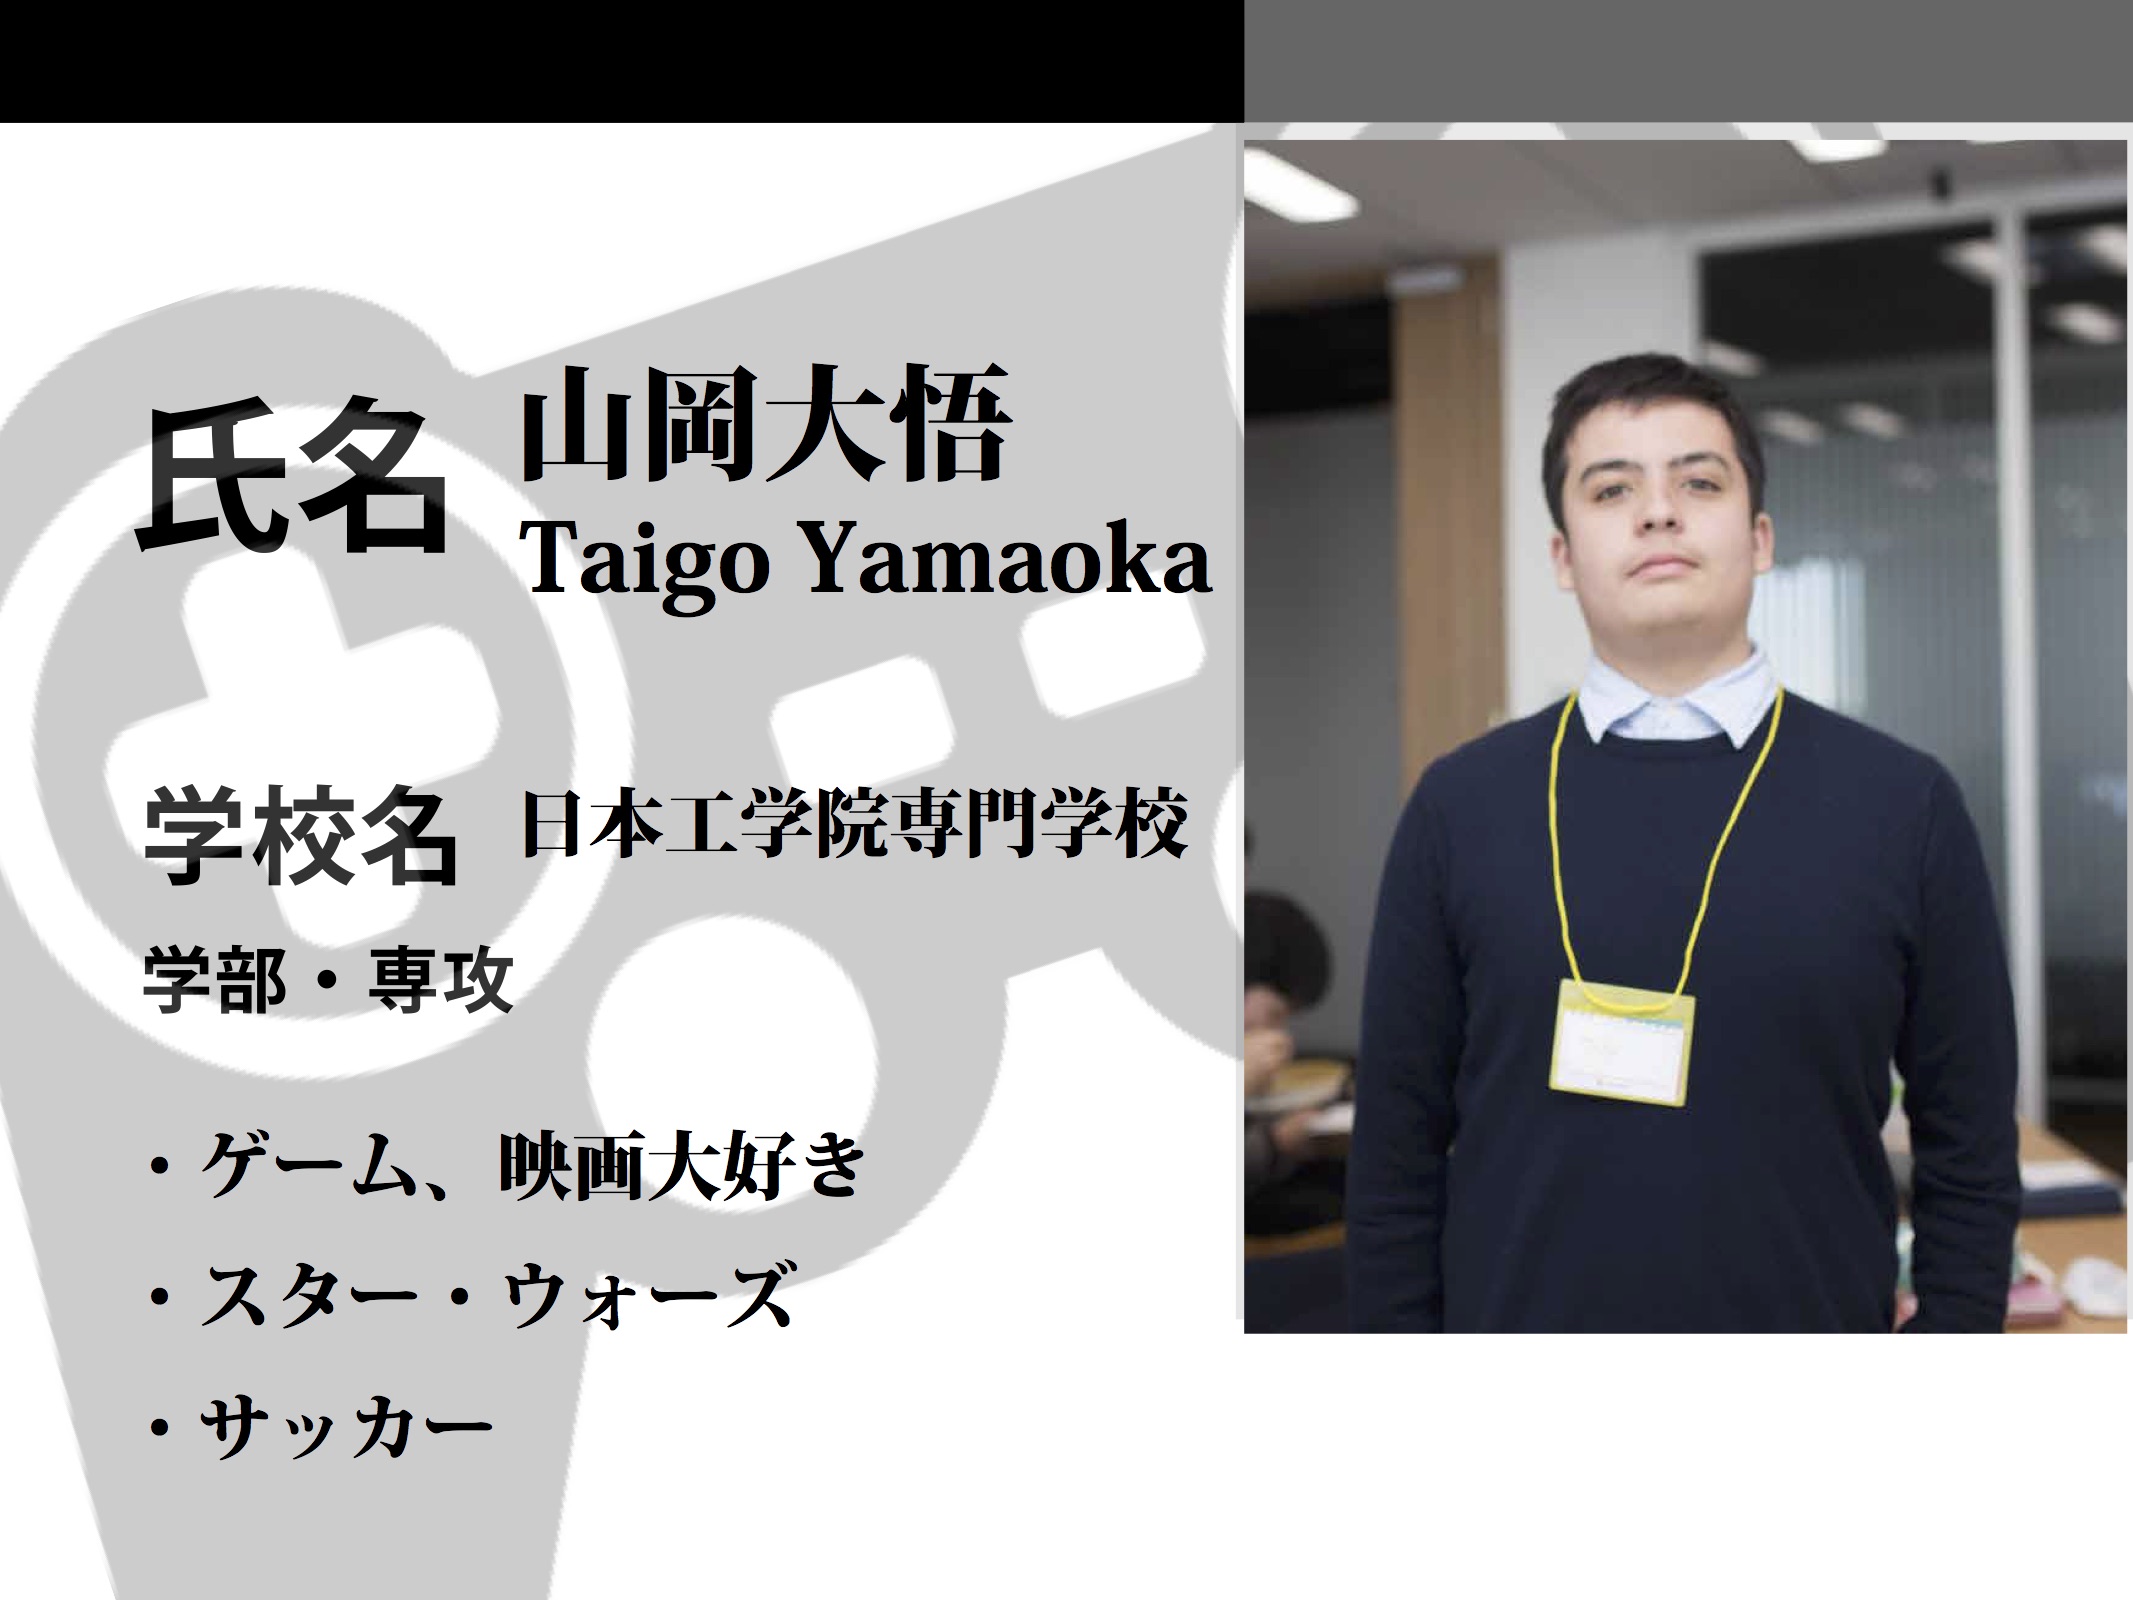 氏名
山岡大悟
Taigo Yamaoka
学校名
日本工学院専門学校
学部・専攻
・ゲーム、映画大好き
・スター・ウォーズ
・サッカー